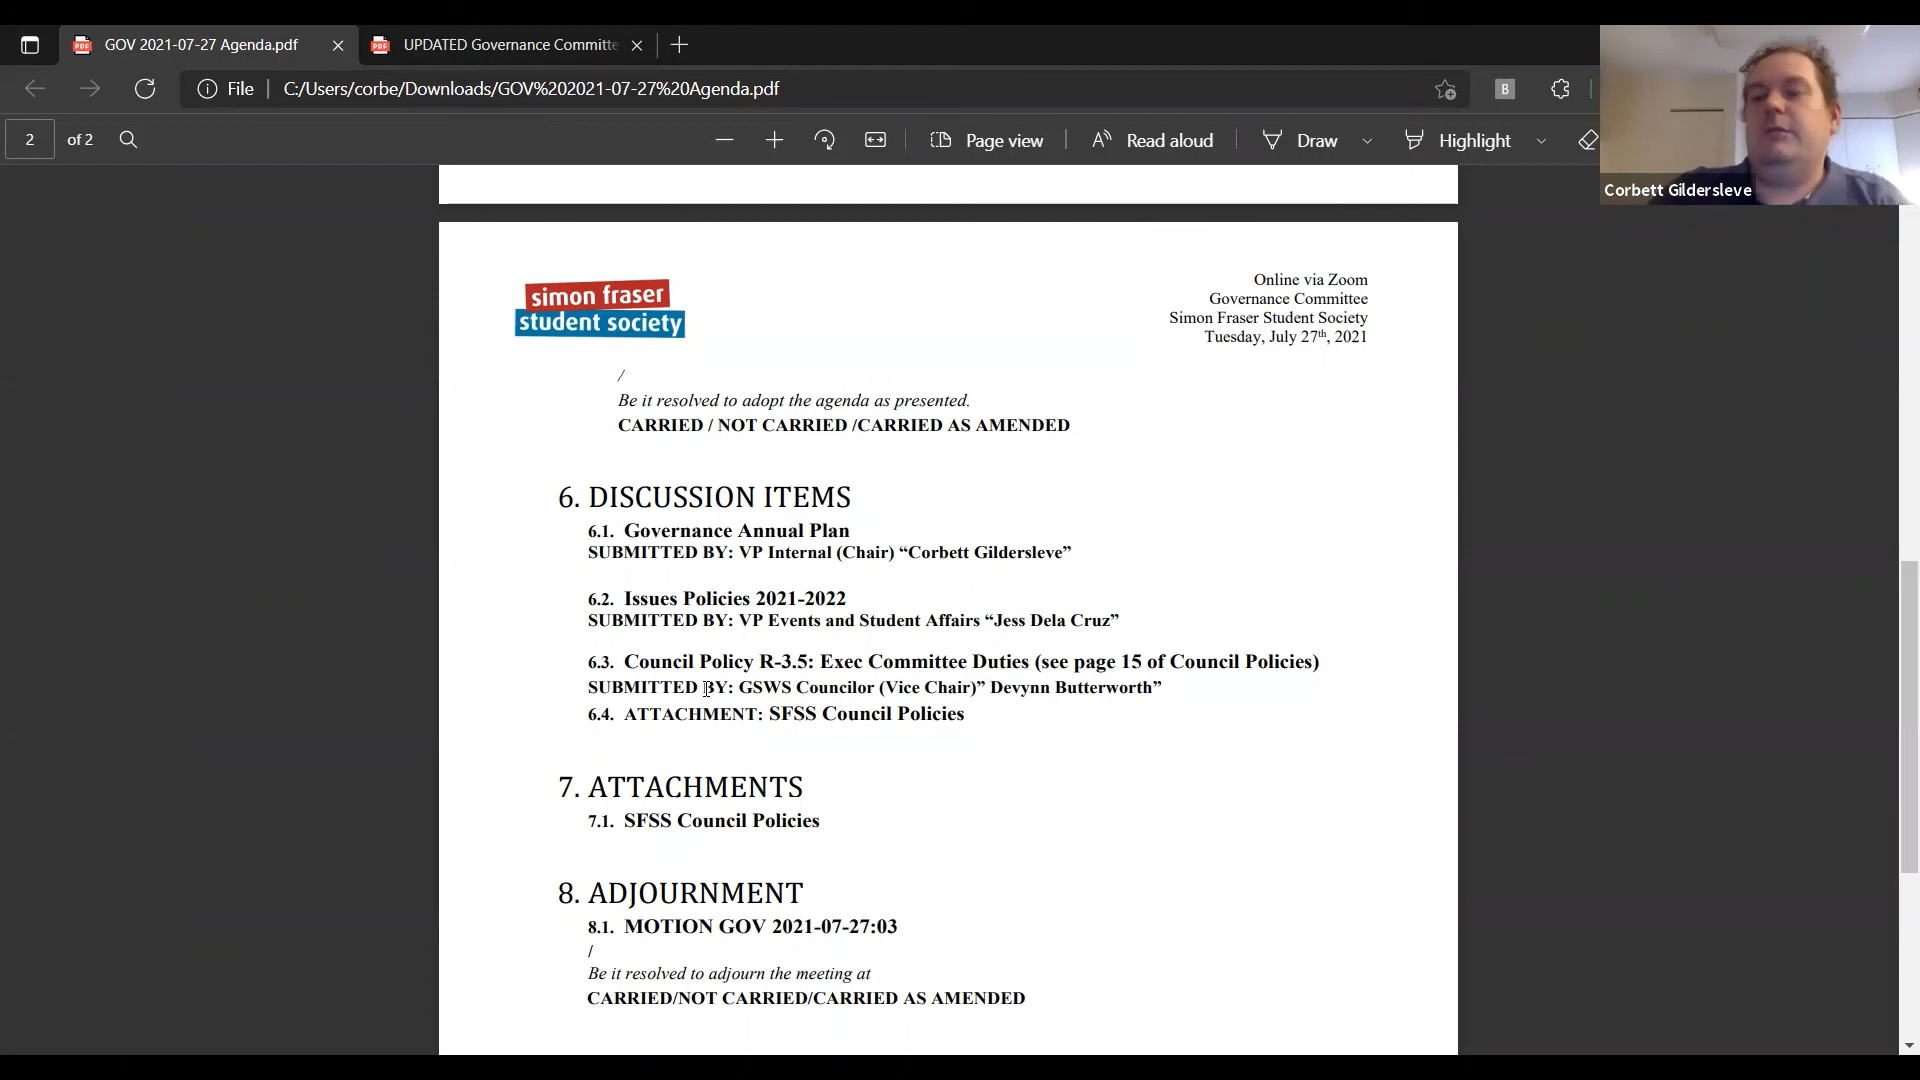 GOV 2021-07-27 Agenda.pdf
UPDATED Governance Committe
File
C:/Users/corbe/Downloads/GOV%202021-07-27%20Agenda.pdf
B
2 of 2
Page view
Read aloud
Draw
Highlight
Corbett Gildersleve
simon fraser
student society
Online via Zoom
Governance Committee
Simon Fraser Student Society
Tuesday, July 27th, 2021
/
Be it resolved to adopt the agenda as presented.
CARRIED / NOT CARRIED /CARRIED AS AMENDED
6. DISCUSSION ITEMS
6.1. Governance Annual Plan
SUBMITTED BY: VP Internal (Chair) “Corbett Gildersleve”
6.2. Issues Policies 2021-2022
SUBMITTED BY: VP Events and Student Affairs “Jess Dela Cruz”
6.3. Council Policy R-3.5: Exec Committee Duties (see page 15 of Council Policies)
SUBMITTED BY: GSWS Councilor (Vice Chair)” Devynn Butterworth”
6.4. ATTACHMENT: SFSS Council Policies
7. ATTACHMENTS
7.1. SFSS Council Policies
8. ADJOURNMENT
8.1. MOTION GOV 2021-07-27:03
/
Be it resolved to adjourn the meeting at
CARRIED/NOT CARRIED/CARRIED AS AMENDED